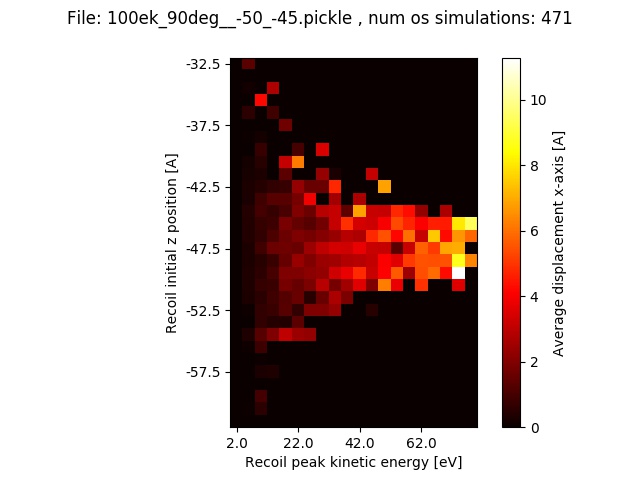 File: 100ek_90deg__-50_-45.pickle , num os simulations: 471
-32.5
-37.5
-42.5
-47.5
-52.5
-57.5
Recoil initial z position [A]
2.0 22.0 42.0 62.0
Recoil peak kinetic energy [eV]
10
8
6
4
2
0
Average displacement x-axis [A]